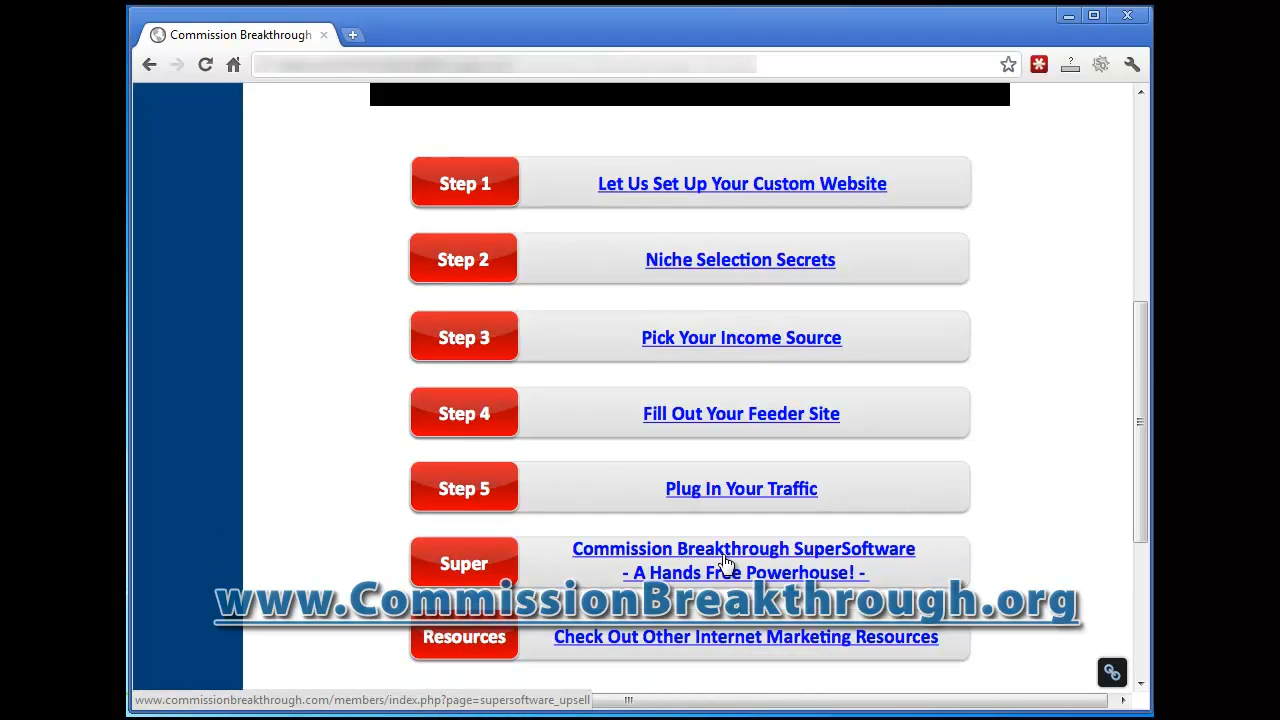 Commission Breakthrough
Step 1
Let Us Set Up Your Custom Website
Step 2
Niche Selection Secrets
Step 3
Pick Your Income Source
Step 4
Fill Out Your Feeder Site
Step 5
Plug In Your Traffic
Super
Commission Breakthrough SuperSoftware
- A Hands Free Powerhouse! -
www.CommissionBreakthrough.org
Resources
Check Out Other Internet Marketing Resources
www.commissionbreakthrough.com/members/index.php?page=supersoftware_upsell